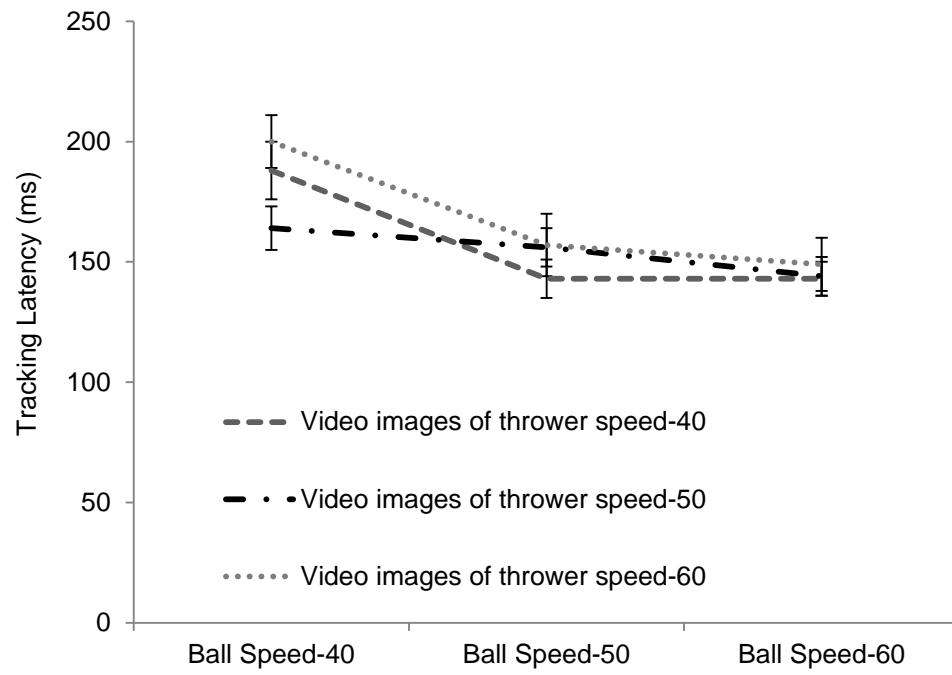 250
200
150
100
50
0
Tracking Latency (ms)
Video images of thrower speed-40
Video images of thrower speed-50
Video images of thrower speed-60
Ball Speed-40 Ball Speed-50 Ball Speed-60